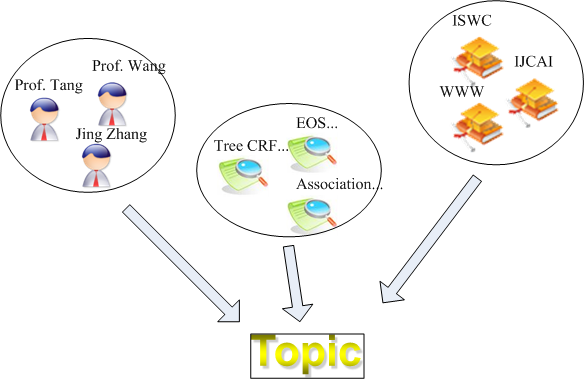 Prof. Tang
Prof. Wang
Jing Zhang
Tree CRF...
EOS...
Association...
ISWC
WWW
IJCAI
Topic